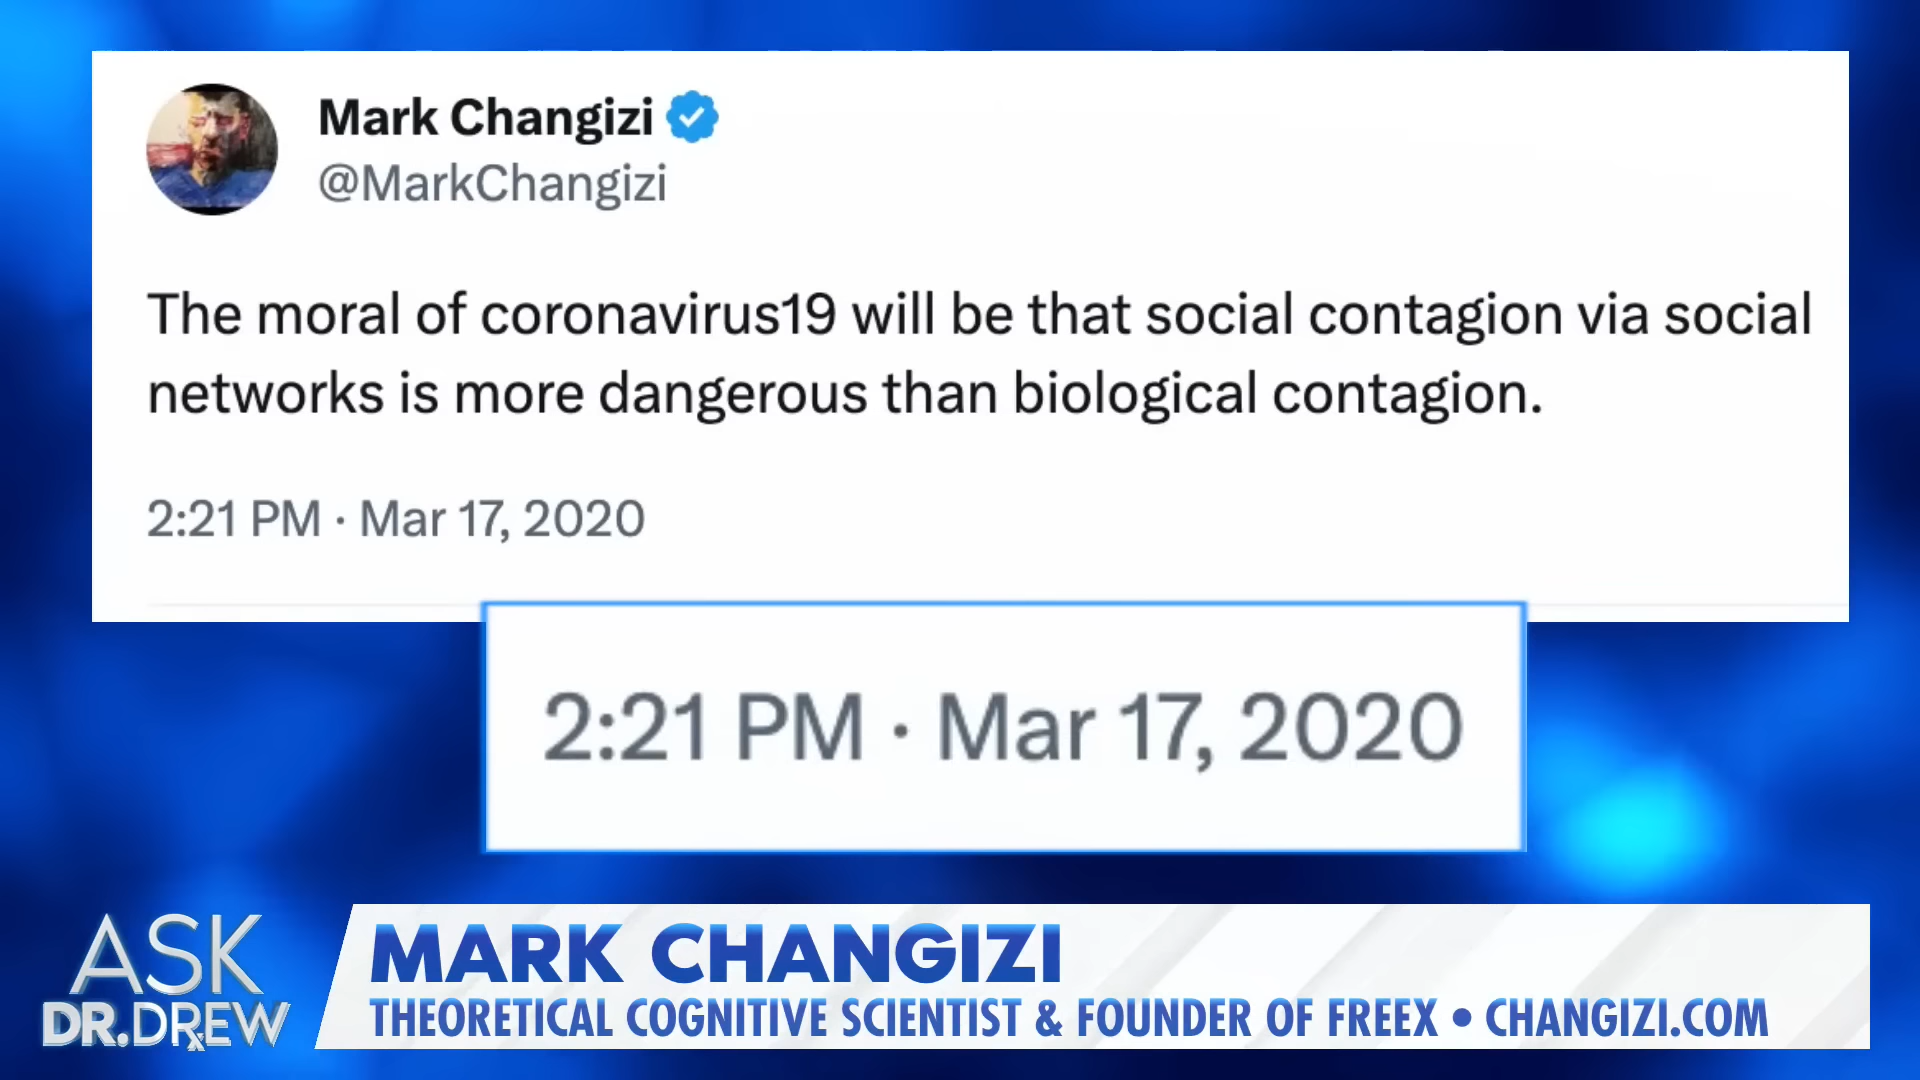 Mark Changizi
@MarkChangizi
The moral of coronavirus19 will be that social contagion via social
networks is more dangerous than biological contagion.
2:21 PM · Mar 17, 2020
2:21 PM · Mar 17, 2020
ASK
DR.DREW
MARK CHANGIZI
THEORETICAL COGNITIVE SCIENTIST & FOUNDER OF FREEX • CHANGIZI.COM